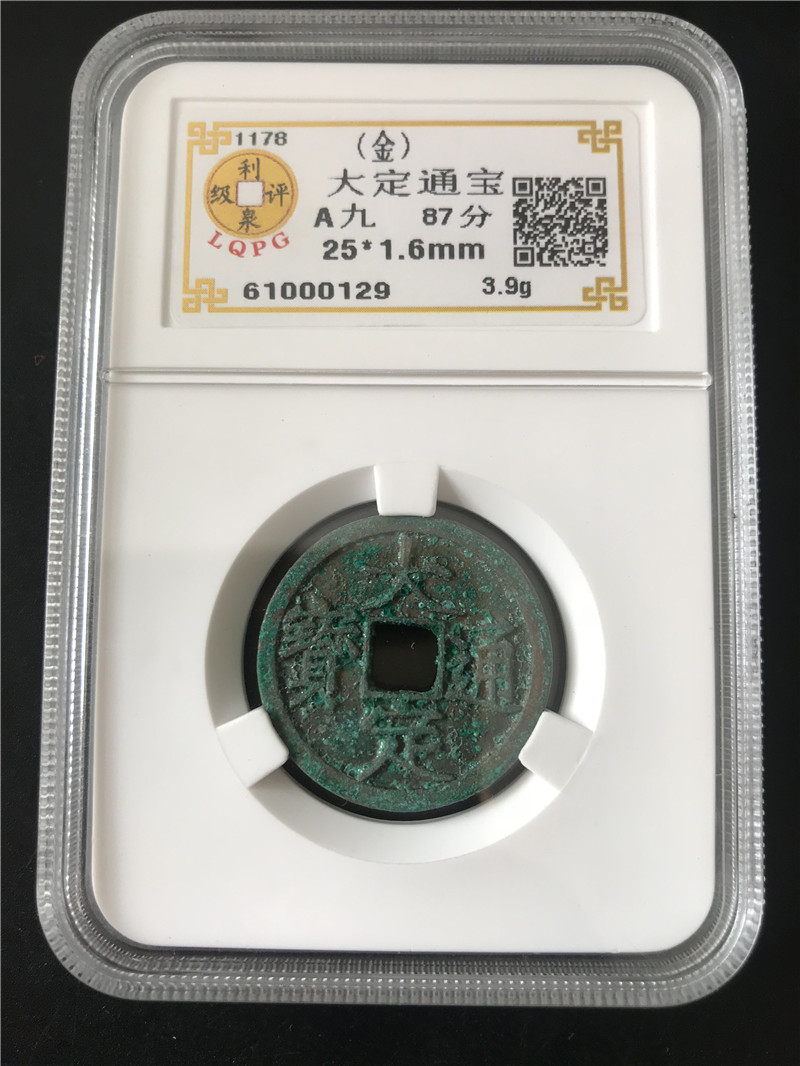 1178
(金)
大定通宝
A九 87分
25*1.6mm
61000129
3.9g
利泉评级
LQPG
大定通寳